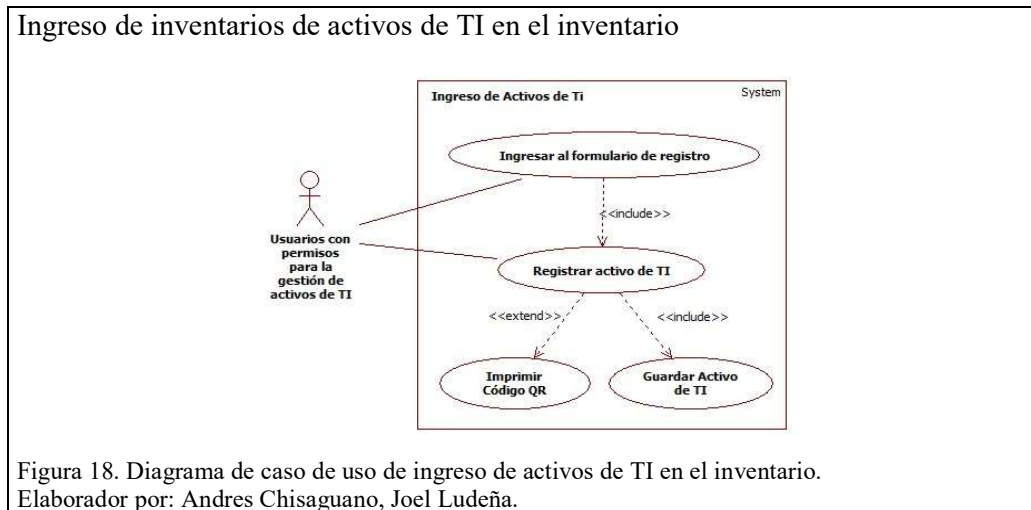 Ingreso de inventarios de activos de TI en el inventario
Ingreso de Activos de Ti
System
Ingresar al formulario de registro
<<include>>
Usuarios con
permisos
para la
gestión de
activos de TI
Registrar activo de TI
<<extend>>
<<include>>
Imprimir
Código QR
Guardar Activo
de TI
Figura 18. Diagrama de caso de uso de ingreso de activos de TI en el inventario.
Elaborador por: Andres Chisaguano, Joel Ludeña.